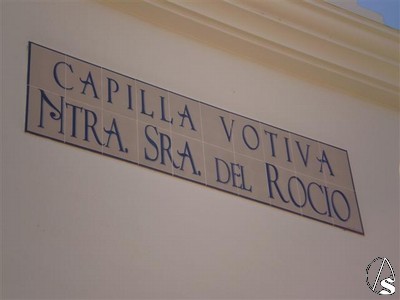 CAPILLA VOTIVA
NTRA. SRA. DEL ROCIO